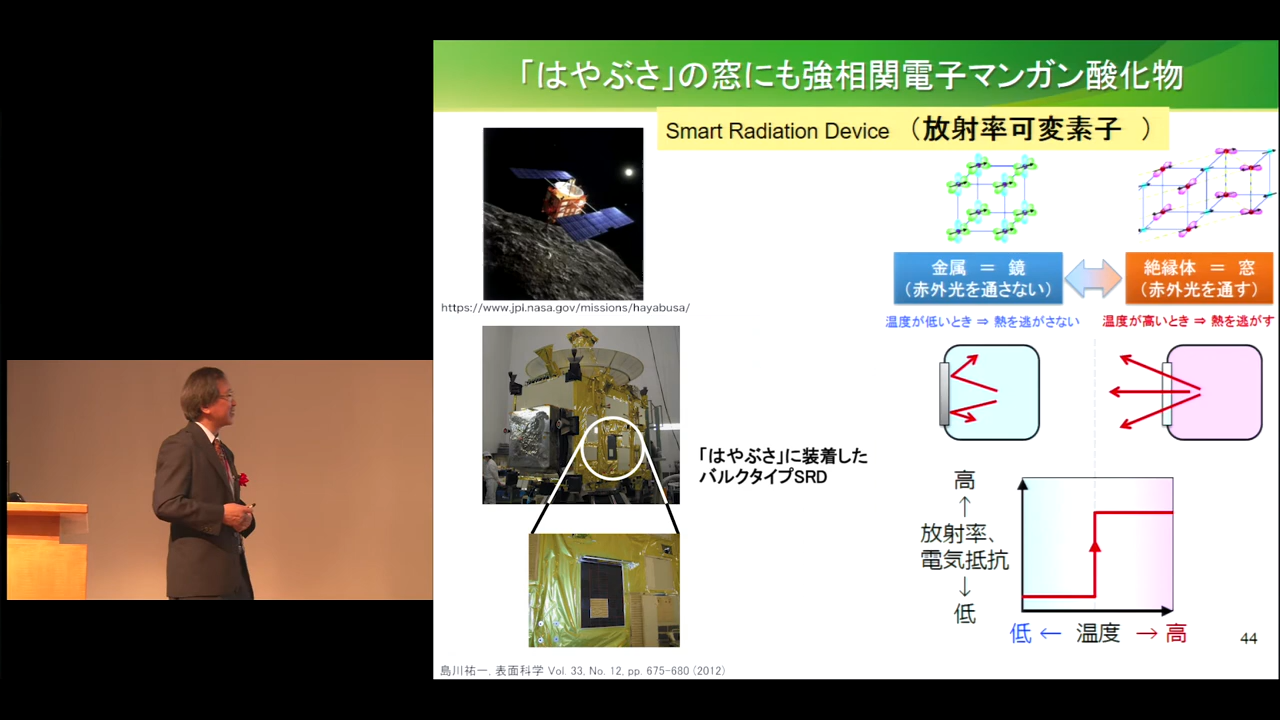 「はやぶさ」の窓にも強相関電子マンガン酸化物
Smart Radiation Device （放射率可変素子 ）
https://www.jpl.nasa.gov/missions/hayabusa/
金属 ＝ 鏡
（赤外光を通さない）
絶縁体 ＝ 窓
（赤外光を通す）
温度が低いとき ⇒ 熱を逃がさない
温度が高いとき ⇒ 熱を逃がす
「はやぶさ」に装着した
バルクタイプSRD
高
↑
放射率、
電気抵抗
↓
低
低 ← 温度 → 高
44
島川祐一, 表面科学 Vol. 33, No. 12, pp. 675-680 (2012)